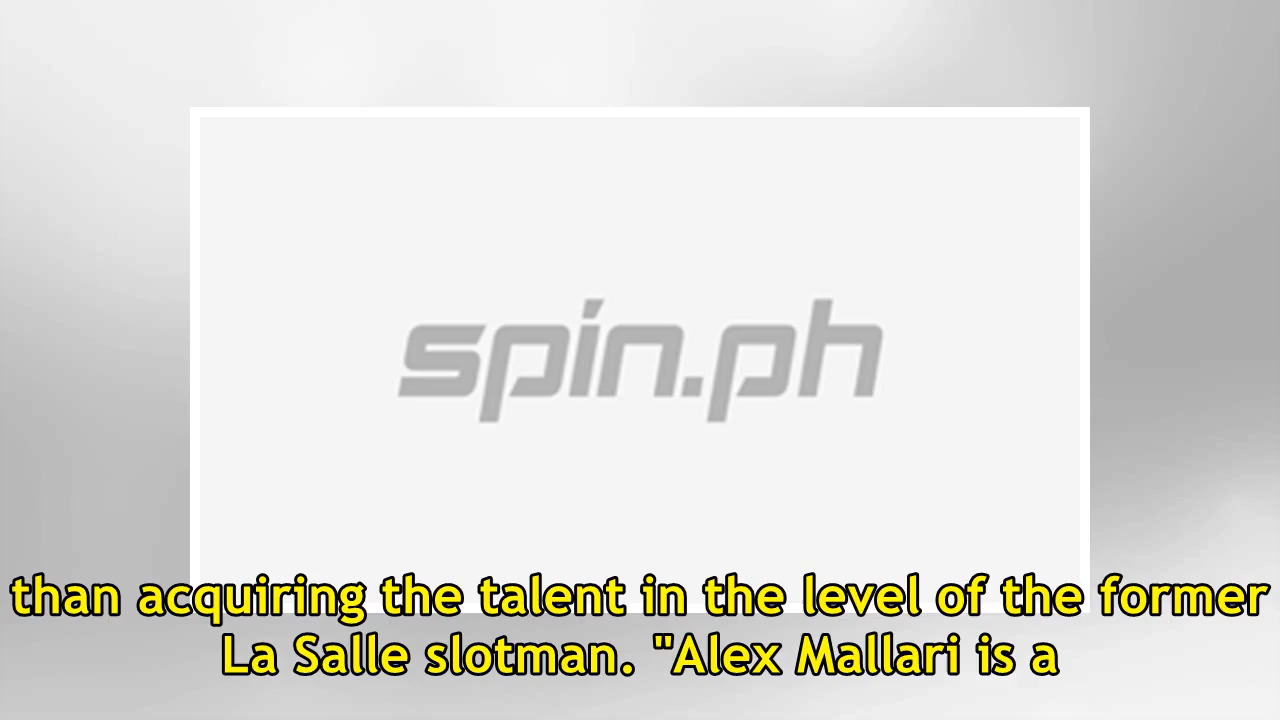 spin.ph
than acquiring the talent in the level of the former
La Salle slotman. "Alex Mallari is a